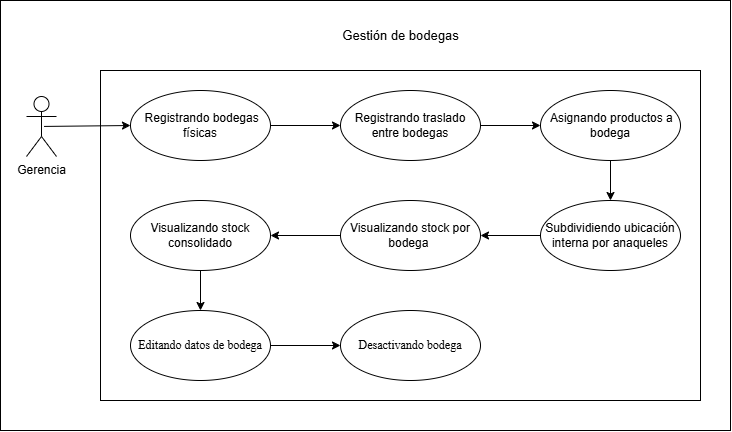 Gestión de bodegas
Gerencia
Registrando bodegas
físicas
Registrando traslado
entre bodegas
Asignando productos a
bodega
Visualizando stock
consolidado
Visualizando stock por
bodega
Subdividiendo ubicación
interna por anaqueles
Editando datos de bodega
Desactivando bodega